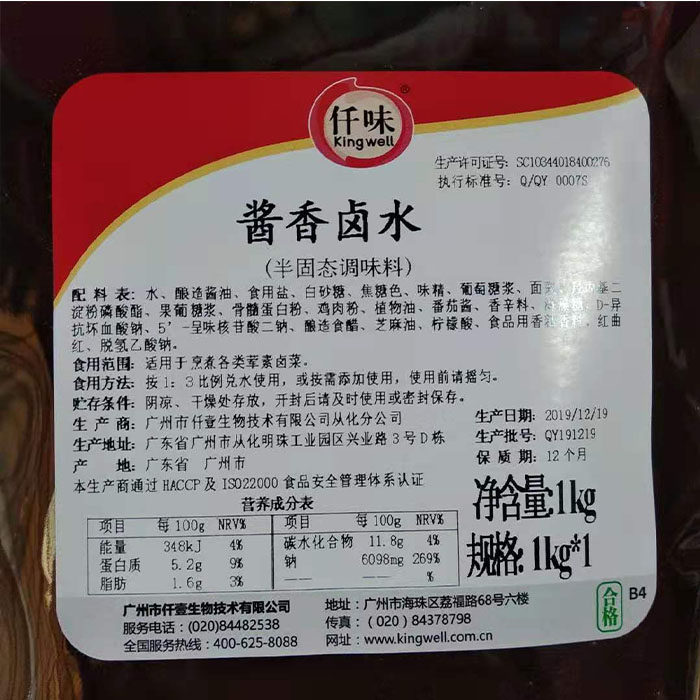 仟味
Kingwell
®
生产许可证号: SC10344018400276
执行标准号: Q/QY 0007S
酱香卤水
(半固态调味料)
配料表: 水、酿造酱油、食用盐、白砂糖、焦糖色、味精、葡萄糖浆、面
二
淀粉磷酸酯、果葡糖浆、骨髓蛋白粉、鸡肉粉、植物油、番茄酱、香辛料、
D-异
抗坏血酸钠、5’-呈味核苷酸二钠、酿造食醋、芝麻油、柠檬酸、食品用香
红曲
红、脱氢乙酸钠。
食用范围: 适用于烹煮各类荤素卤菜。
食用方法: 按1: 3比例兑水使用，或按需添加使用，使用前请摇匀。
贮存条件: 阴凉、干燥处存放，开封后请及时使用或密封保存。
生产商: 广州市仟壹生物技术有限公司从化分公司
生产地址: 广东省广州市从化明珠工业园区兴业路3号D栋
产地: 广东省 广州市
本生产商通过HACCP及ISO22000食品安全管理体系认证
生产日期: 2019/12/19
生产批号: QY191219
保质期: 12个月
营养成分表
项目 每100g NRV% 项目 每100g NRV%
能量 348kJ 4% 碳水化合物 11.8g 4%
蛋白质 5.2g 9% 钠 6098mg 269%
脂肪 1.6g 3% —— —— %
净含量:1kg
规格: 1kg*1
广州市仟壹生物技术有限公司
服务电话: (020)84482538
全国服务热线: 400-625-8088
地址: 广州市海珠区荔福路68号六楼
传真: (020) 84378798
网址: www.kingwell.com.cn
合格
B4